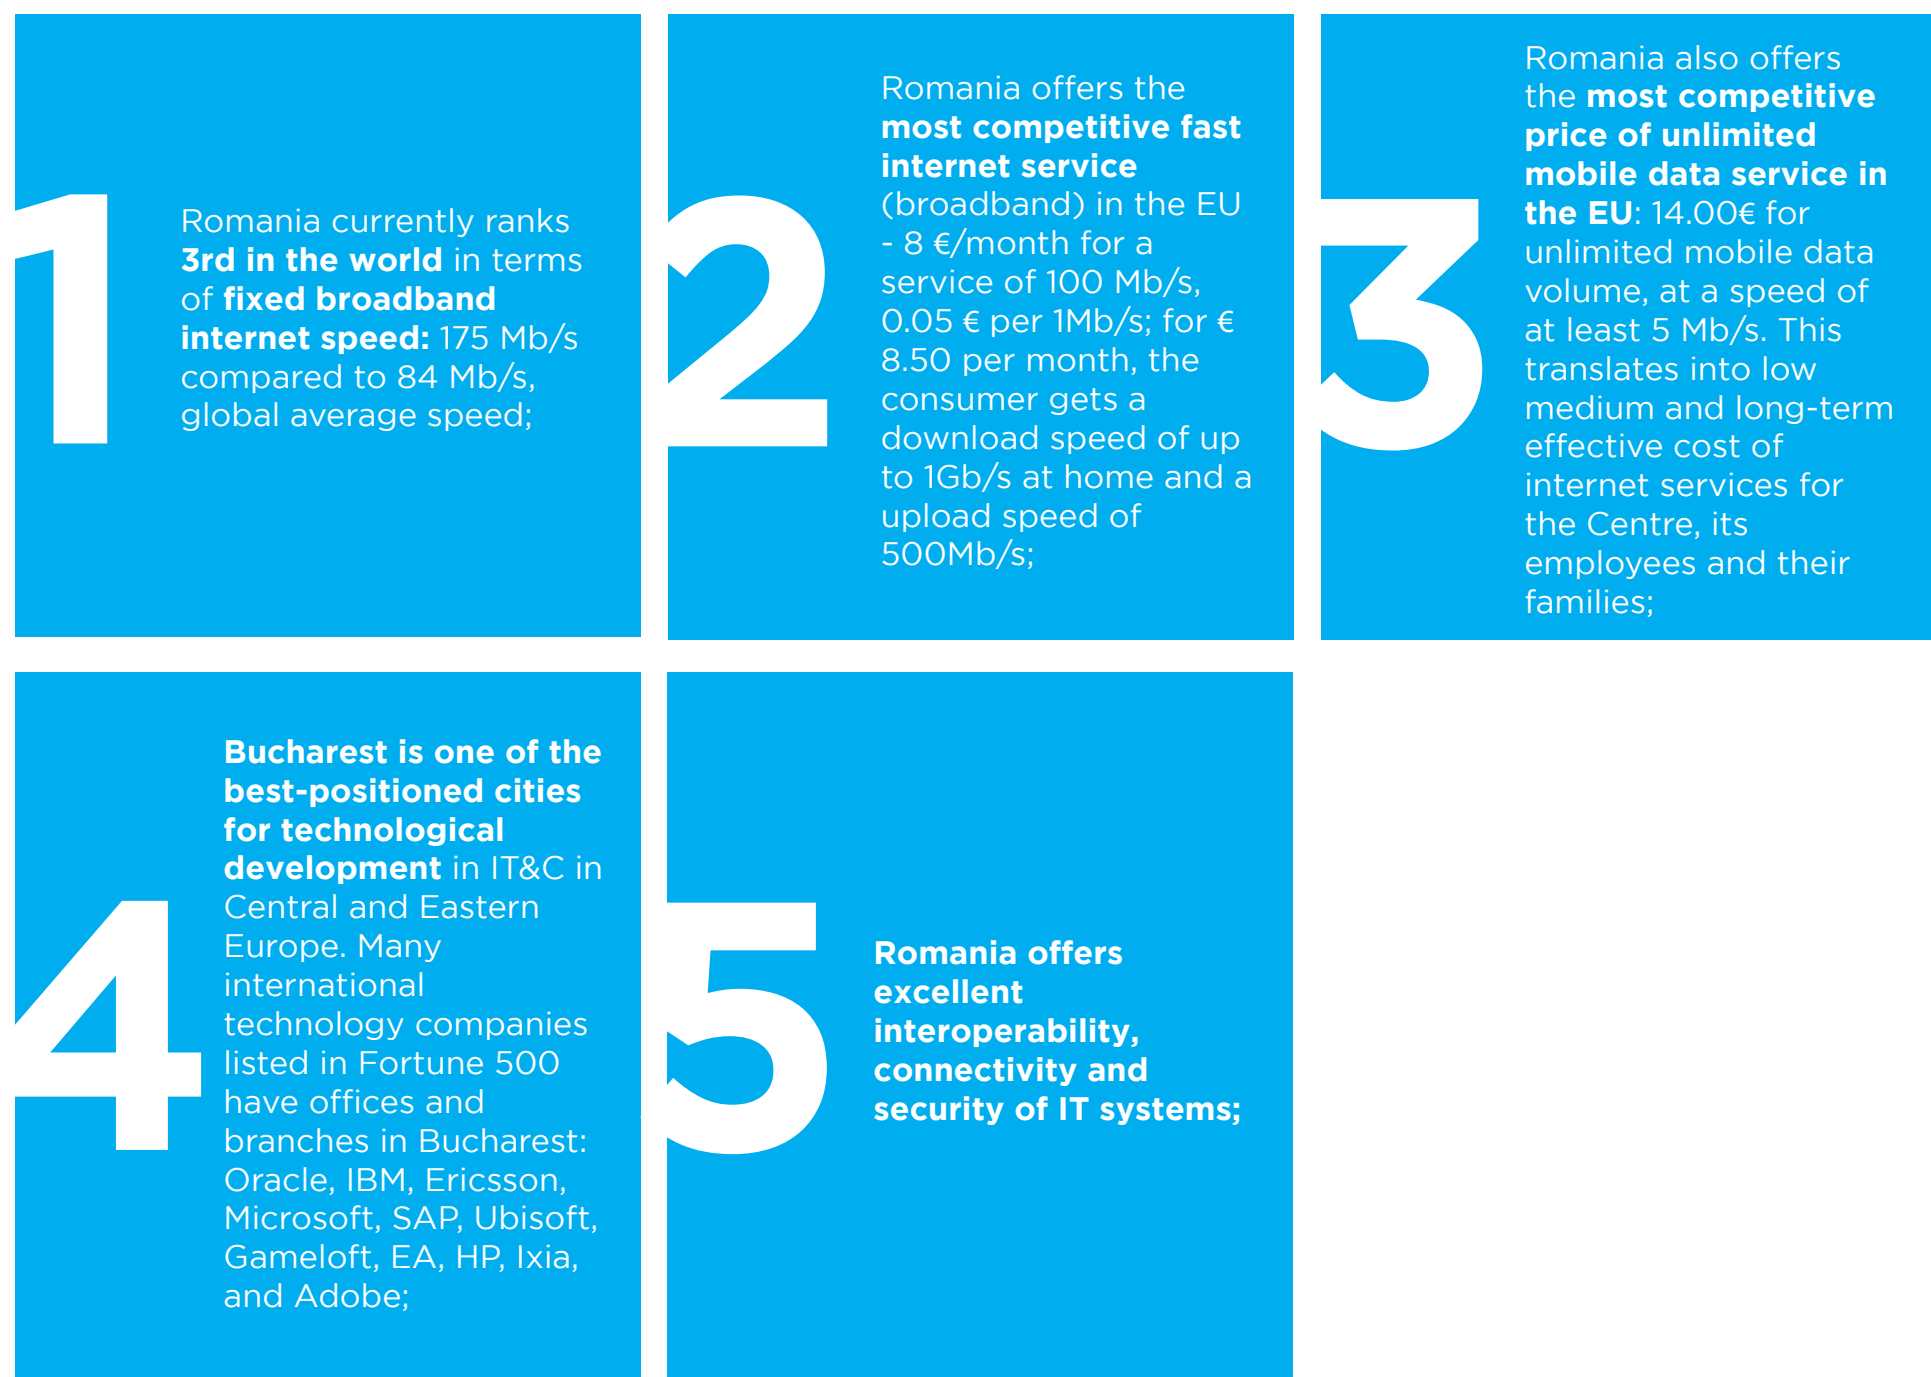 1
Romania currently ranks
3rd in the world in terms
of fixed broadband
internet speed: 175 Mb/s
compared to 84 Mb/s,
global average speed;
2
Romania offers the
most competitive fast
internet service
(broadband) in the EU
- 8 €/month for a
service of 100 Mb/s,
0.05 € per 1Mb/s; for €
8.50 per month, the
consumer gets a
download speed of up
to 1Gb/s at home and a
upload speed of
500Mb/s;
3
Romania also offers
the most competitive
price of unlimited
mobile data service in
the EU: 14.00€ for
unlimited mobile data
volume, at a speed of
at least 5 Mb/s. This
translates into low
medium and long-term
effective cost of
internet services for
the Centre, its
employees and their
families;
4
Bucharest is one of the
best-positioned cities
for technological
development in IT&C in
Central and Eastern
Europe. Many
international
technology companies
listed in Fortune 500
have offices and
branches in Bucharest:
Oracle, IBM, Ericsson,
Microsoft, SAP, Ubisoft,
Gameloft, EA, HP, Ixia,
and Adobe;
5
Romania offers
excellent
interoperability,
connectivity and
security of IT systems;